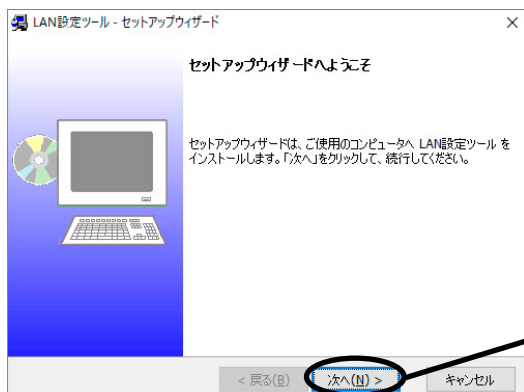 LAN設定ツール - セットアップウィザード
セットアップウィザードへようこそ
セットアップウィザードは、ご使用のコンピュータへ LAN設定ツール を
インストールします。「次へ」をクリックして、続行してください。
< 戻る(B)
次へ(N) >
キャンセル